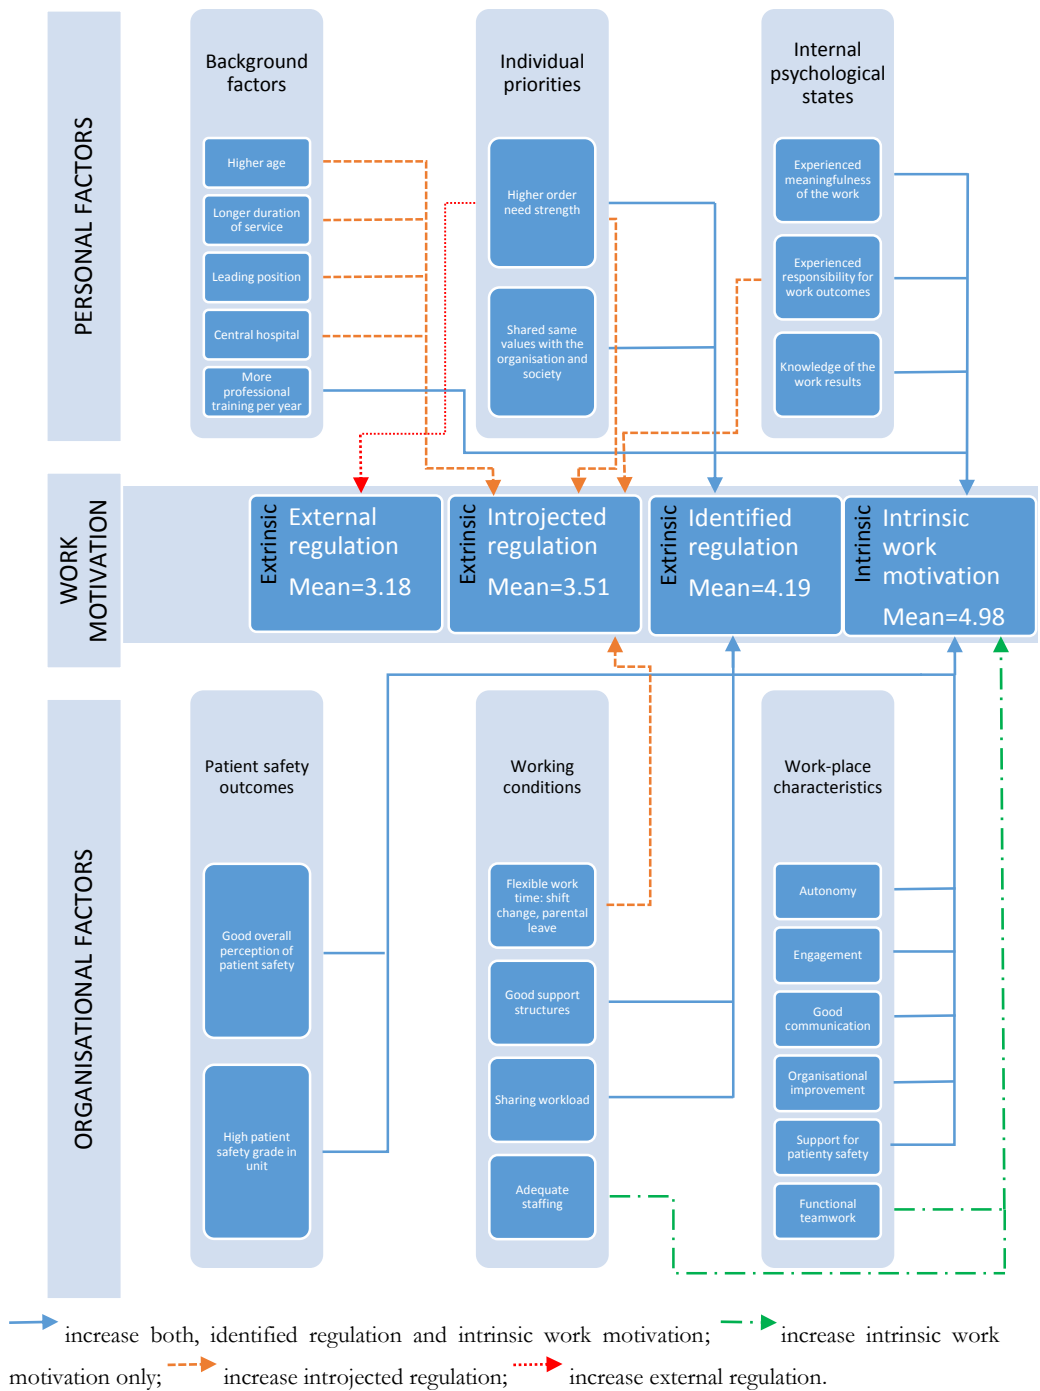 PERSONAL FACTORS
Background
factors
Higher age
Longer duration
of service
Leading position
Central hospital
More
professional
training per year
Individual
priorities
Higher order
need strength
Shared same
values with the
organisation and
society
Internal
psychological
states
Experienced
meaningfulness
of the work
Experienced
responsibility for
work outcomes
Knowledge of the
work results
WORK
MOTIVATION
Extrinsic
External
regulation
Mean=3.18
Extrinsic
Introjected
regulation
Mean=3.51
Extrinsic
Identified
regulation
Mean=4.19
Intrinsic
Intrinsic
work
motivation
Mean=4.98
ORGANISATIONAL FACTORS
Patient safety
outcomes
Good overall
perception of
patient safety
High patient
safety grade in
unit
Working
conditions
Flexible work
time: shift
change, parental
leave
Good support
structures
Sharing workload
Adequate
staffing
Work-place
characteristics
Autonomy
Engagement
Good
communication
Organisational
improvement
Support for
patienty safety
Functional
teamwork
increase both, identified regulation and intrinsic work motivation; increase intrinsic work
motivation only; increase introjected regulation; increase external regulation.